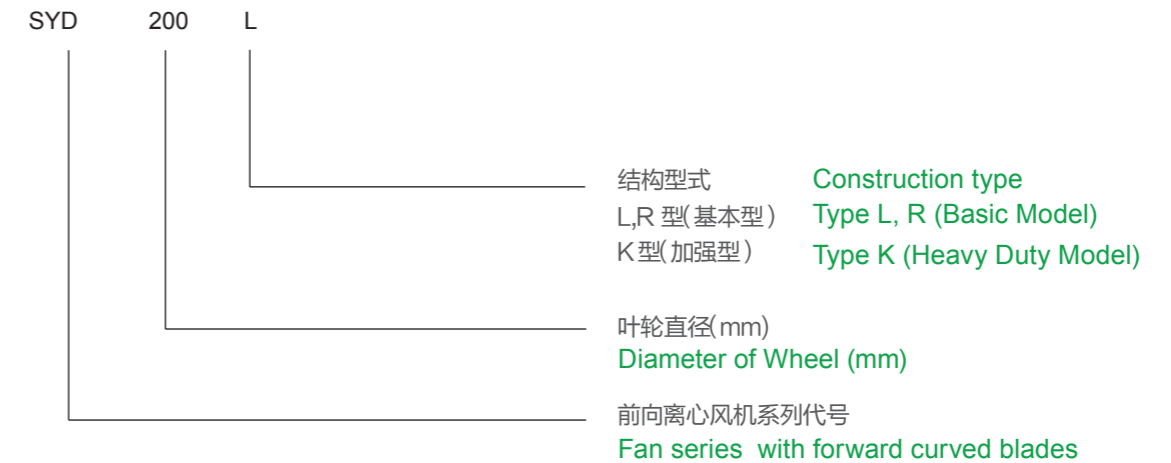 SYD 200 L
结构型式 Construction type
L,R 型(基本型) Type L, R (Basic Model)
K型(加强型) Type K (Heavy Duty Model)
叶轮直径(mm)
Diameter of Wheel (mm)
前向离心风机系列代号
Fan series with forward curved blades